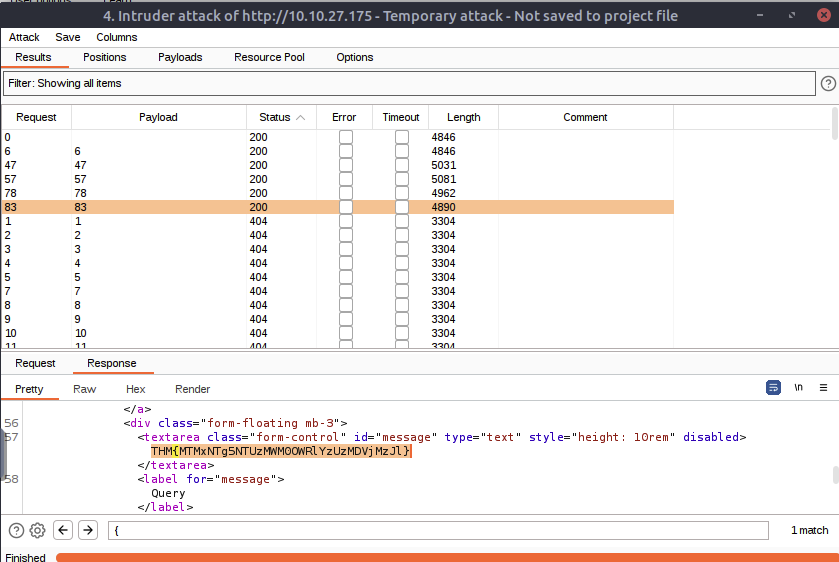 4. Intruder attack of http://10.10.27.175 - Temporary attack - Not saved to project file
Attack Save Columns
Results Positions Payloads Resource Pool Options
Filter: Showing all items
Request Payload Status Error Timeout Length Comment
0 200 4846
6 6 200 4846
47 47 200 5031
57 57 200 5081
78 78 200 4962
83 83 200 4890
1 1 404 3304
2 2 404 3304
3 3 404 3304
4 4 404 3304
5 5 404 3304
6 7 404 3304
8 8 404 3304
9 9 404 3304
10 10 404 3304
11 11 404 3304
Request Response
Pretty Raw Hex Render
\n
</a>
56 <div class="form-floating mb-3">
57 <textarea class="form-control" id="message" type="text" style="height: 10rem" disabled>
THM{MTMxNTg5NTUzMWM0OWRlYzUzMDVjMzJl}
</textarea>
58 <label for="message">
Query
</label>
{ 1 match
Finished